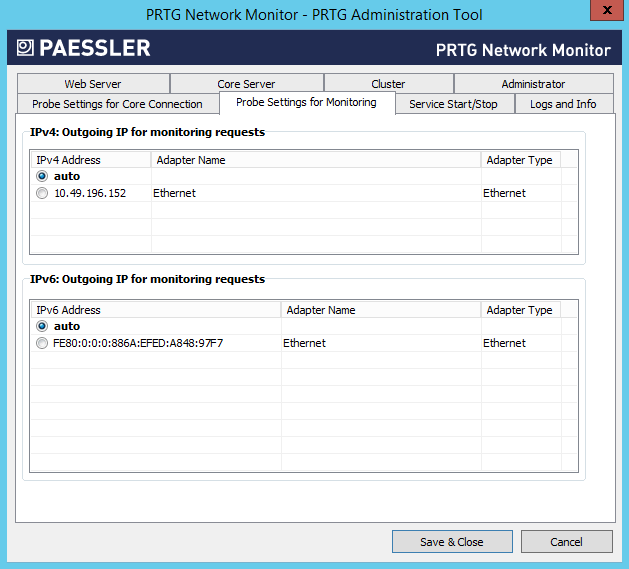 PRTG Network Monitor - PRTG Administration Tool
x
PAESSLER
PRTG Network Monitor
Web Server Core Server Cluster Administrator
Probe Settings for Core Connection Probe Settings for Monitoring Service Start/Stop Logs and Info
IPv4: Outgoing IP for monitoring requests
IPv4 Address Adapter Name Adapter Type
auto
10.49.196.152 Ethernet Ethernet
IPv6: Outgoing IP for monitoring requests
IPv6 Address Adapter Name Adapter Type
auto
FE80:0:0:0:886A:EFED:A848:97F7 Ethernet Ethernet
Save & Close Cancel